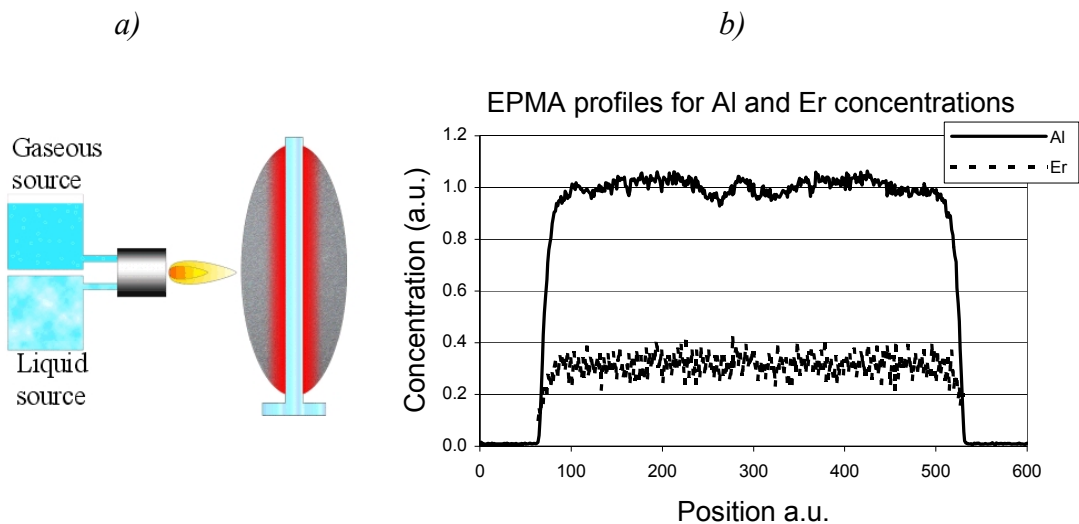 a)
b)
Gaseous
source
Liquid
source
EPMA profiles for Al and Er concentrations
Al
Er
Concentration (a.u.)
1.2
1.0
0.8
0.6
0.4
0.2
0.0
0 100 200 300 400 500 600
Position a.u.